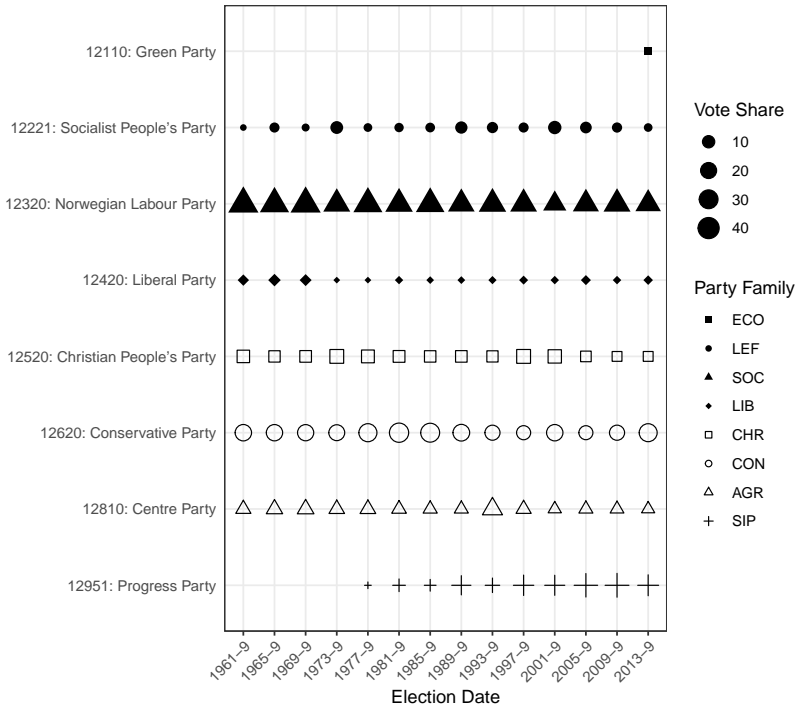 12110: Green Party
12221: Socialist People's Party
12320: Norwegian Labour Party
12420: Liberal Party
12520: Christian People's Party
12620: Conservative Party
12810: Centre Party
12951: Progress Party
1961–9
1965–9
1969–9
1973–9
1977–9
1981–9
1985–9
1989–9
1993–9
1997–9
2001–9
2005–9
2009–9
2013–9
Election Date
Vote Share
10
20
30
40
Party Family
ECO
LEF
SOC
LIB
CHR
CON
AGR
SIP